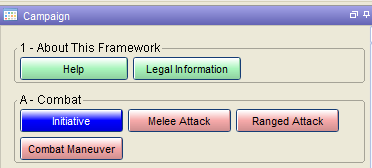 Campaign
1 - About This Framework
Help Legal Information
A - Combat
Initiative Melee Attack Ranged Attack
Combat Maneuver